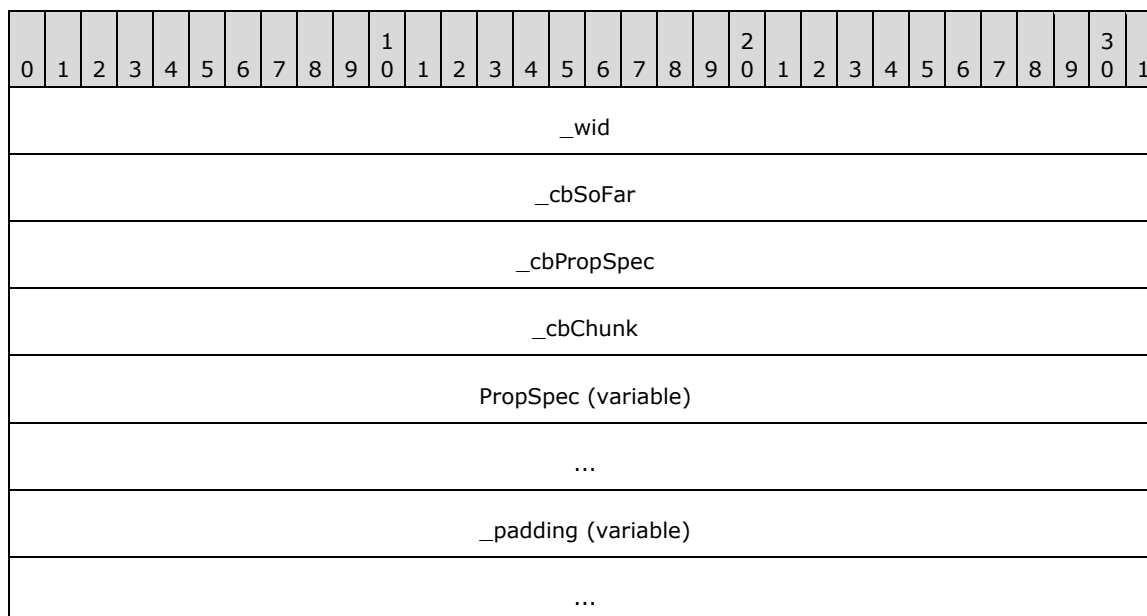 1 2 3
0 1 2 3 4 5 6 7 8 9 0 1 2 3 4 5 6 7 8 9 0 1 2 3 4 5 6 7 8 9 0 1
_wid
_cbSoFar
_cbPropSpec
_cbChunk
PropSpec (variable)
...
_padding (variable)
...